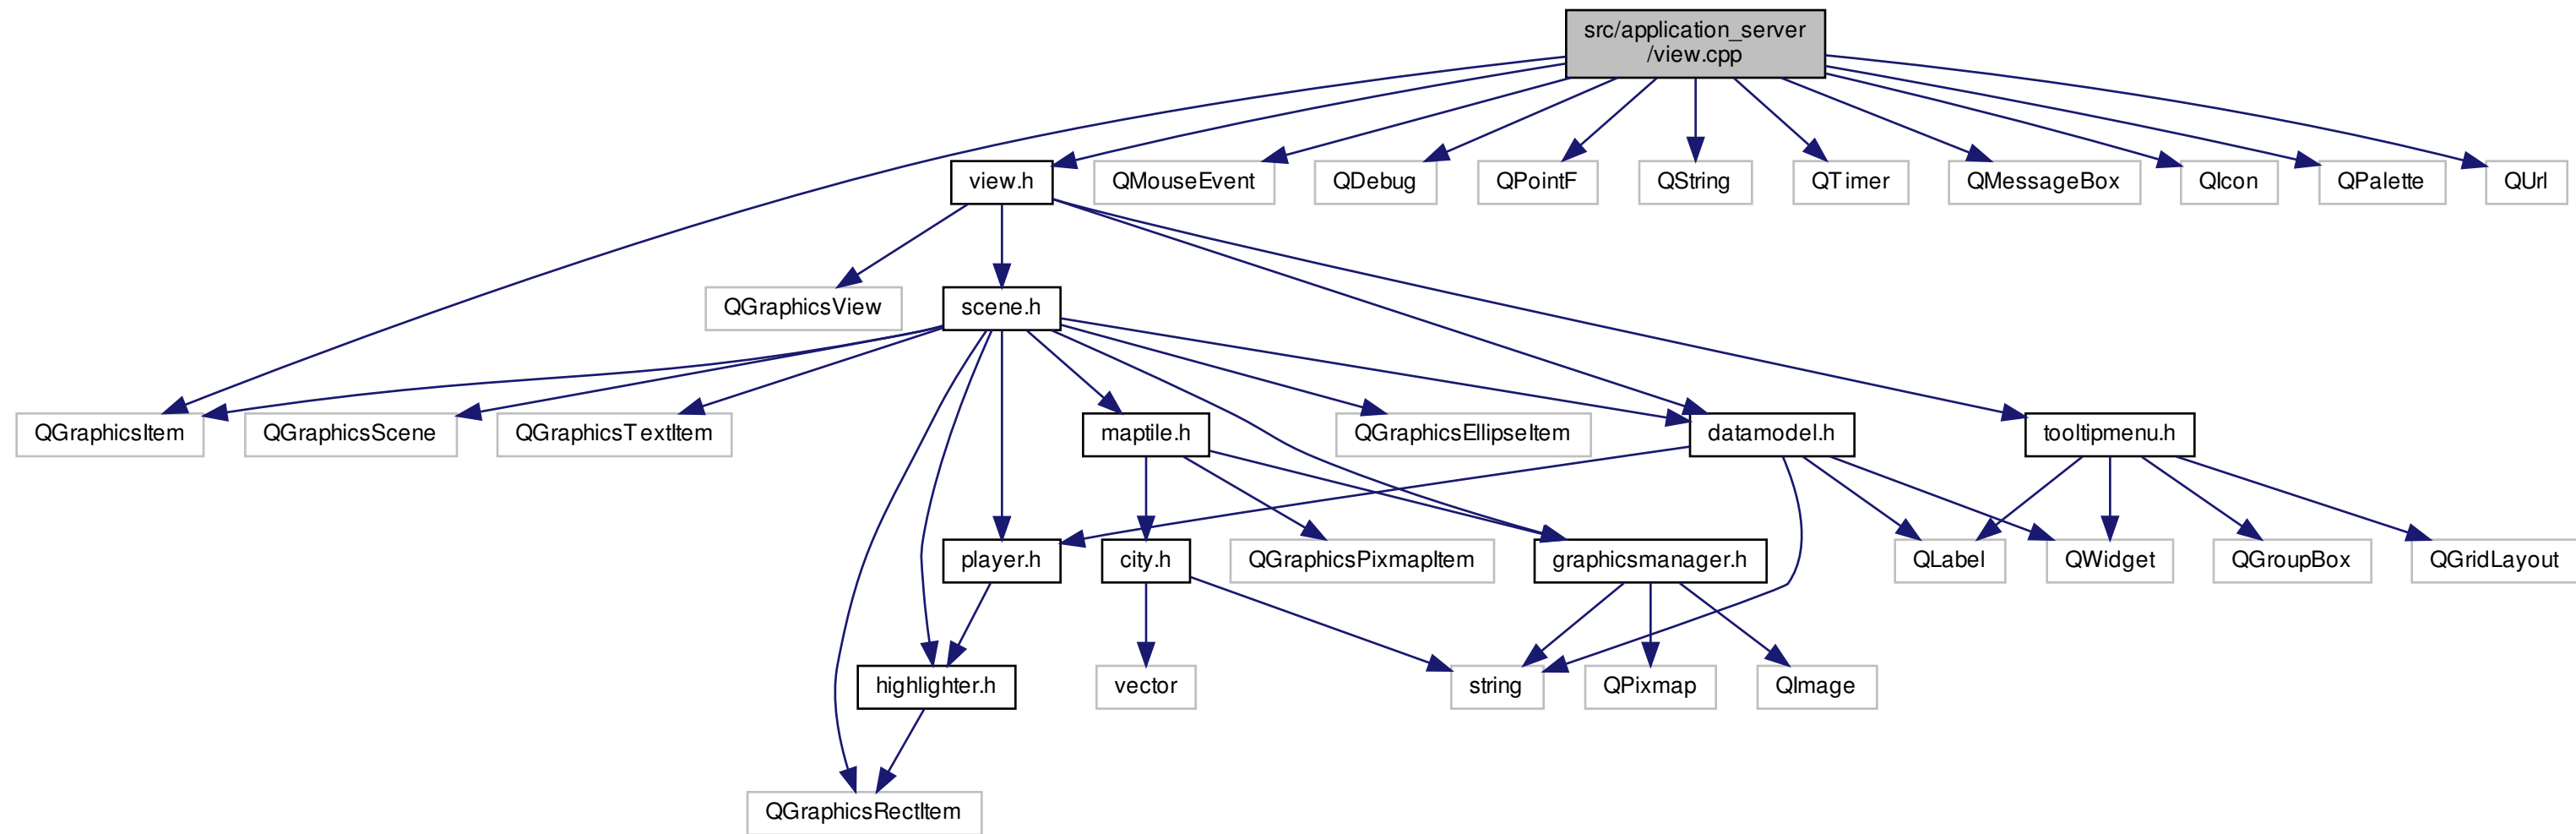 src/application_server
/view.cpp
view.h
QMouseEvent
QDebug
QPointF
QString
QTimer
QMessageBox
QIcon
QPalette
QUrl
QGraphicsView
scene.h
QGraphicsItem
QGraphicsScene
QGraphicsTextItem
maptile.h
QGraphicsEllipseItem
datamodel.h
tooltipmenu.h
player.h
city.h
QGraphicsPixmapItem
graphicsmanager.h
QLabel
QWidget
QGroupBox
QGridLayout
highlighter.h
vector
string
QPixmap
QImage
QGraphicsRectItem